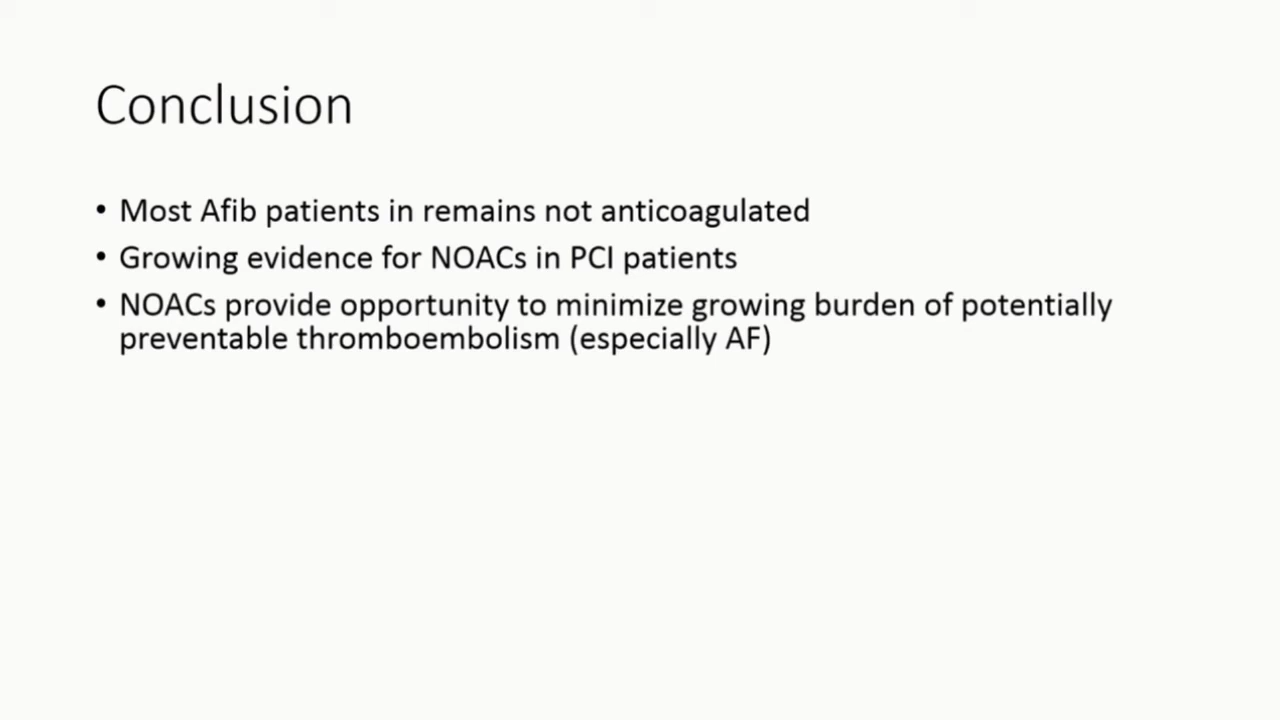 Conclusion
• Most Afib patients in remains not anticoagulated
• Growing evidence for NOACs in PCI patients
• NOACs provide opportunity to minimize growing burden of potentially
preventable thromboembolism (especially AF)